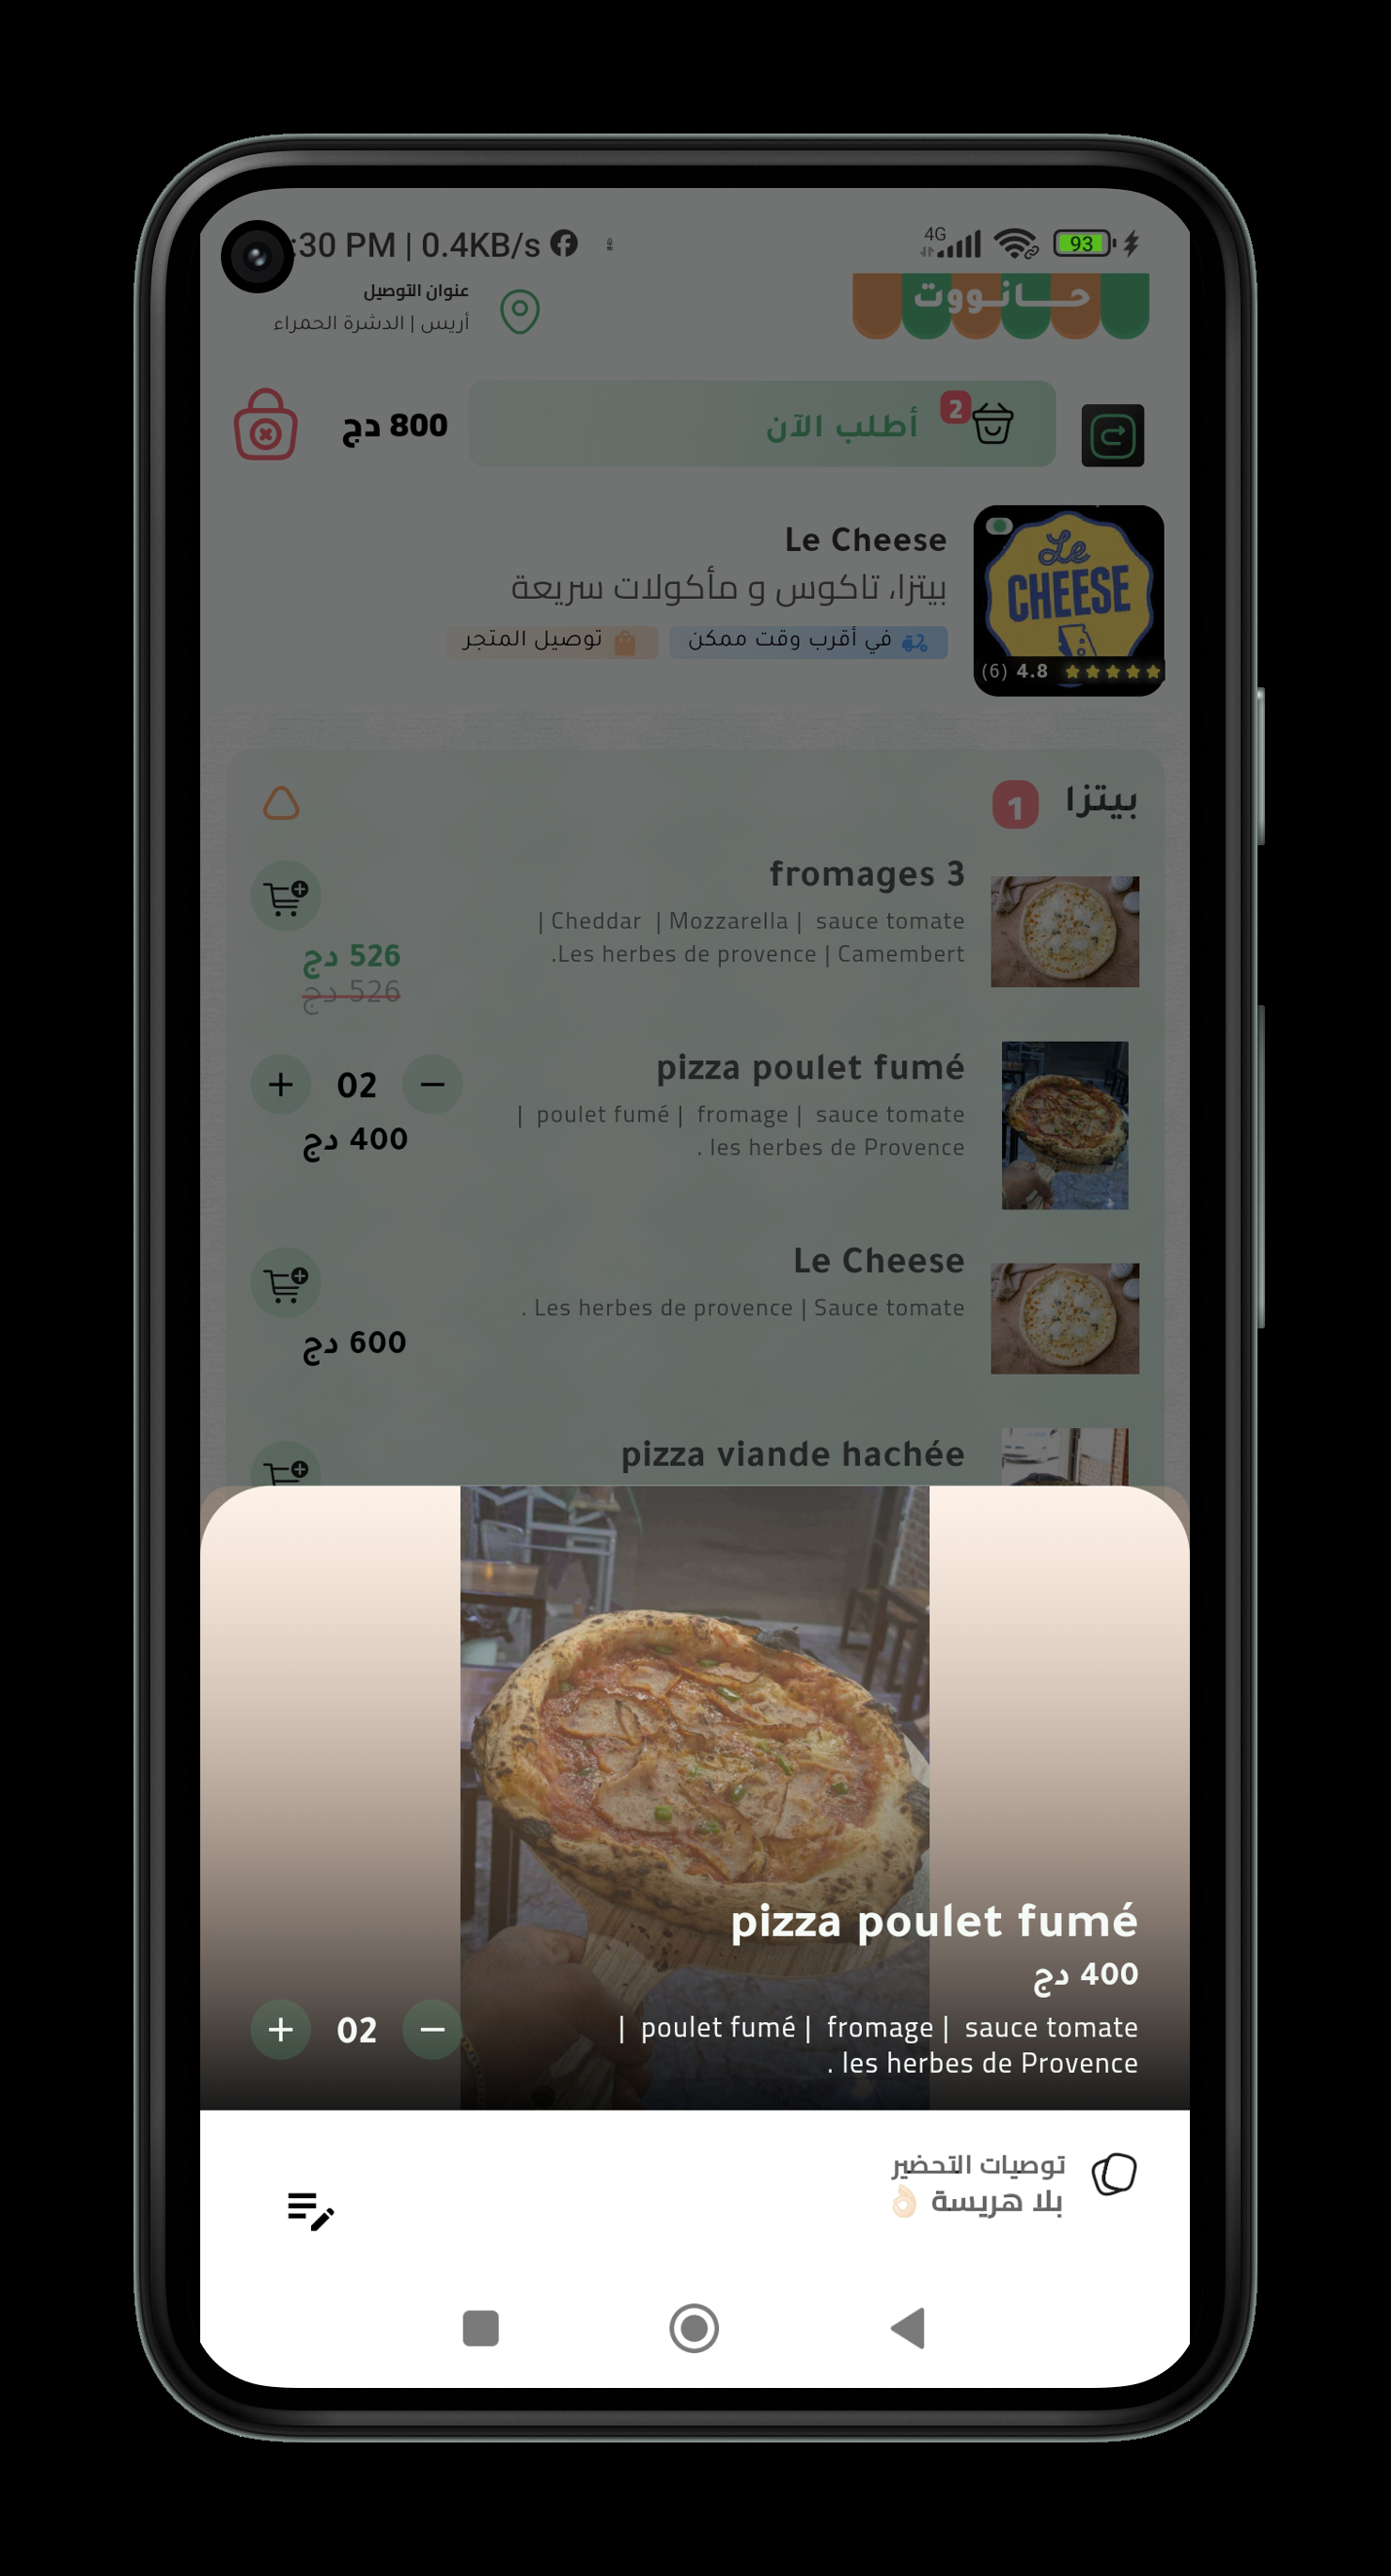 :30 PM | 0.4KB/s
4G
93
حـــانـووت
عنوان التوصيل
أريس | الدشرة الحمراء
2
أطلب الآن
800 دج
Le Cheese
بيتزا، تاكوس و مأكولات سريعة
في أقرب وقت ممكن
توصيل المتجر
Le
CHEESE
(6) 4.8
بيتزا
1
fromages 3
| Cheddar | Mozzarella | sauce tomate
.Les herbes de provence | Camembert
526 دج
526 دج
pizza poulet fumé
| poulet fumé | fromage | sauce tomate
. les herbes de Provence
+ 02 −
400 دج
Le Cheese
. Les herbes de provence | Sauce tomate
600 دج
pizza viande hachée
pizza poulet fumé
400 دج
| poulet fumé | fromage | sauce tomate
. les herbes de Provence
+ 02 −
توصيات التحضير
بلا هريسة 👌🏻